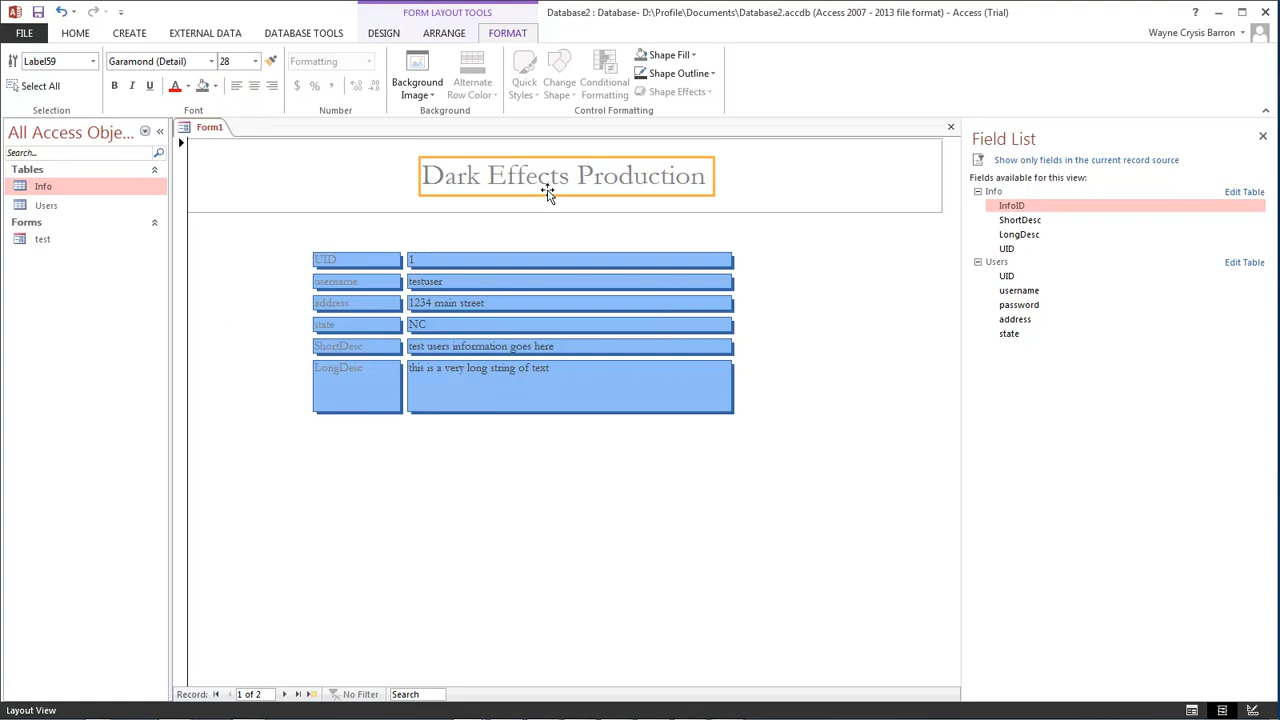 FORM LAYOUT TOOLS
Database2 : Database- D:\Profile\Documents\Database2.accdb (Access 2007 - 2013 file format) - Access (Trial)
FILE HOME CREATE EXTERNAL DATA DATABASE TOOLS DESIGN ARRANGE FORMAT Wayne Crysis Barron
Label59 Garamond (Detail) 28 Formatting
Select All B I U A $ % ,
Background Image Alternate Row Color Quick Styles Change Shape Conditional Formatting
Shape Fill
Shape Outline
Shape Effects
Selection Font Number Background Control Formatting
All Access Obje...
Search...
Tables
Info
Users
Forms
test
Form1
Dark Effects Production
UID 1
username testuser
address 1234 main street
state NC
ShortDesc test users information goes here
LongDesc this is a very long string of text
Field List
Show only fields in the current record source
Fields available for this view:
Info Edit Table
InfoID
ShortDesc
LongDesc
UID
Users Edit Table
UID
username
password
address
state
Record: 1 of 2 No Filter Search
Layout View